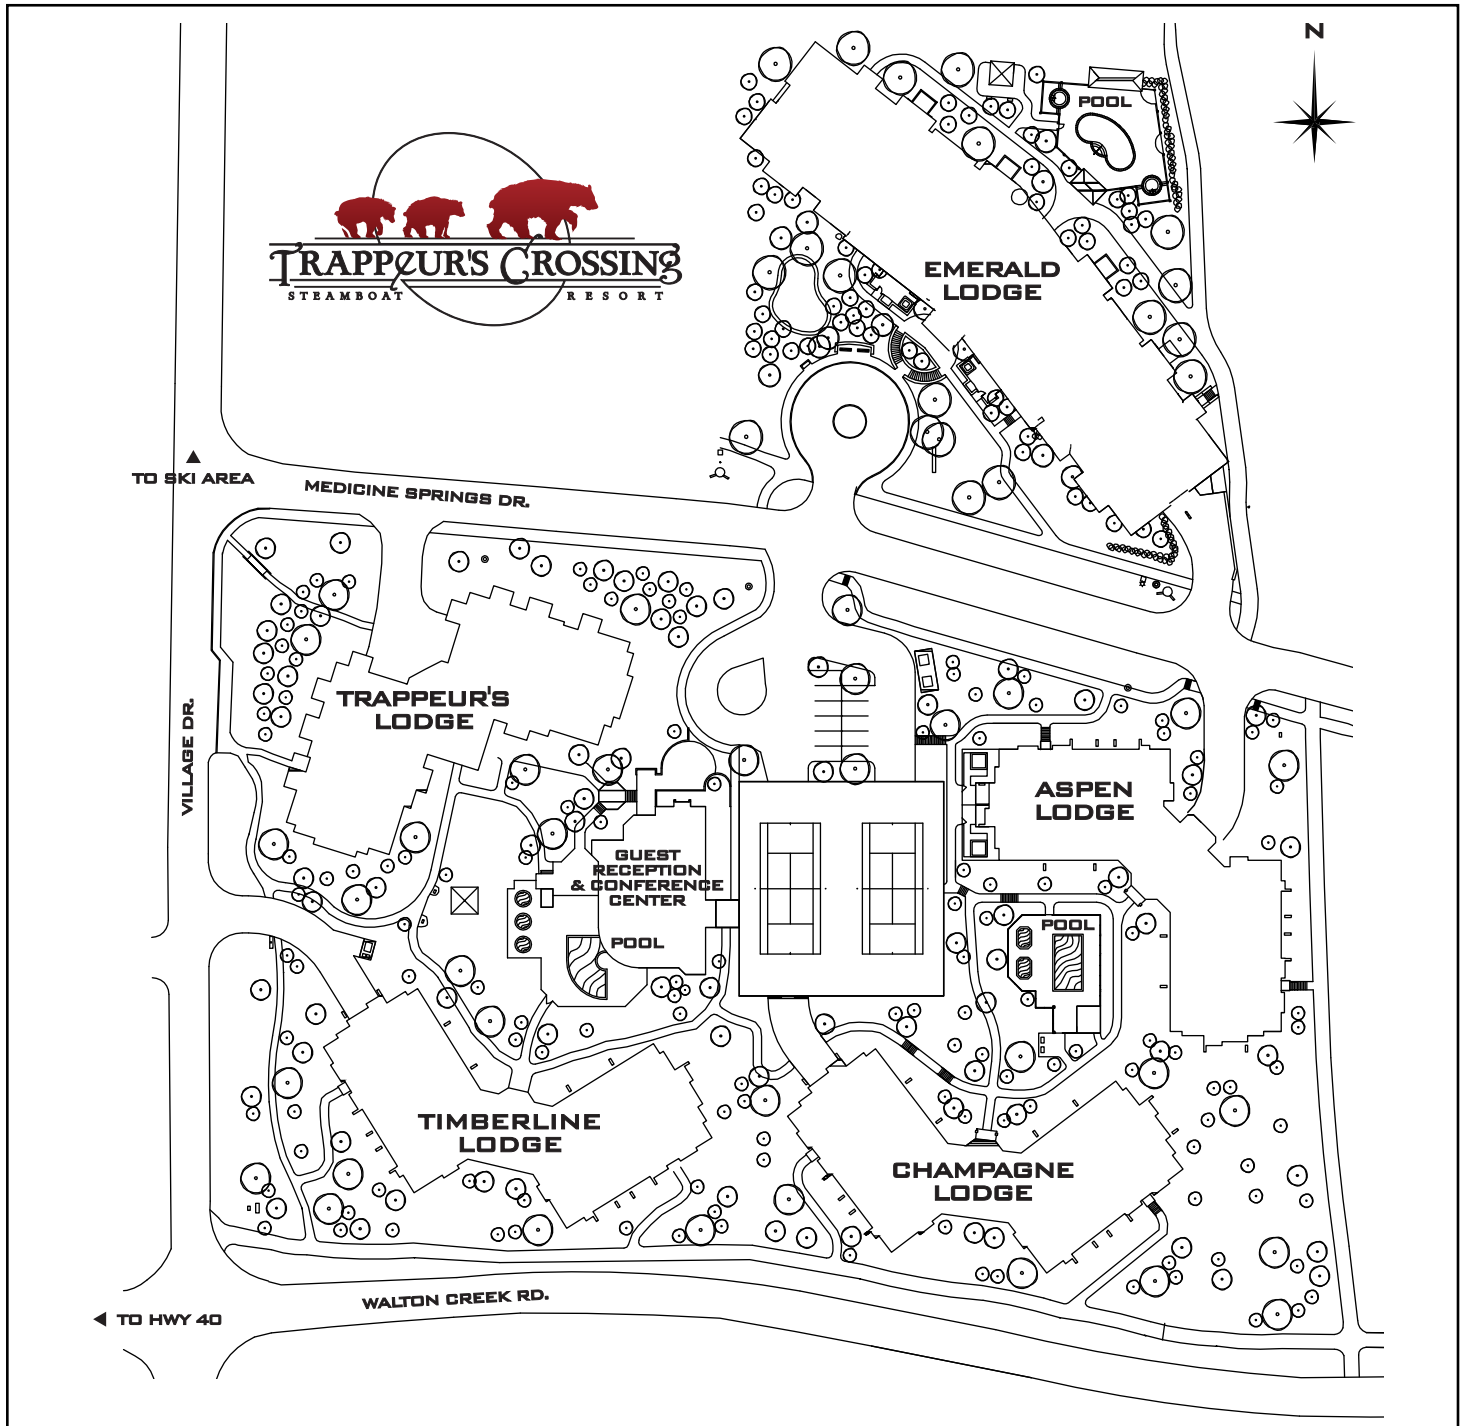 N
POOL
TRAPPEUR'S CROSSING
STEAMBOAT RESORT
EMERALD
LODGE
TO SKI AREA
MEDICINE SPRINGS DR.
TRAPPEUR'S
LODGE
VILLAGE DR.
ASPEN
LODGE
GUEST
RECEPTION
& CONFERENCE
CENTER
POOL
POOL
TIMBERLINE
LODGE
CHAMPAGNE
LODGE
WALTON CREEK RD.
TO HWY 40